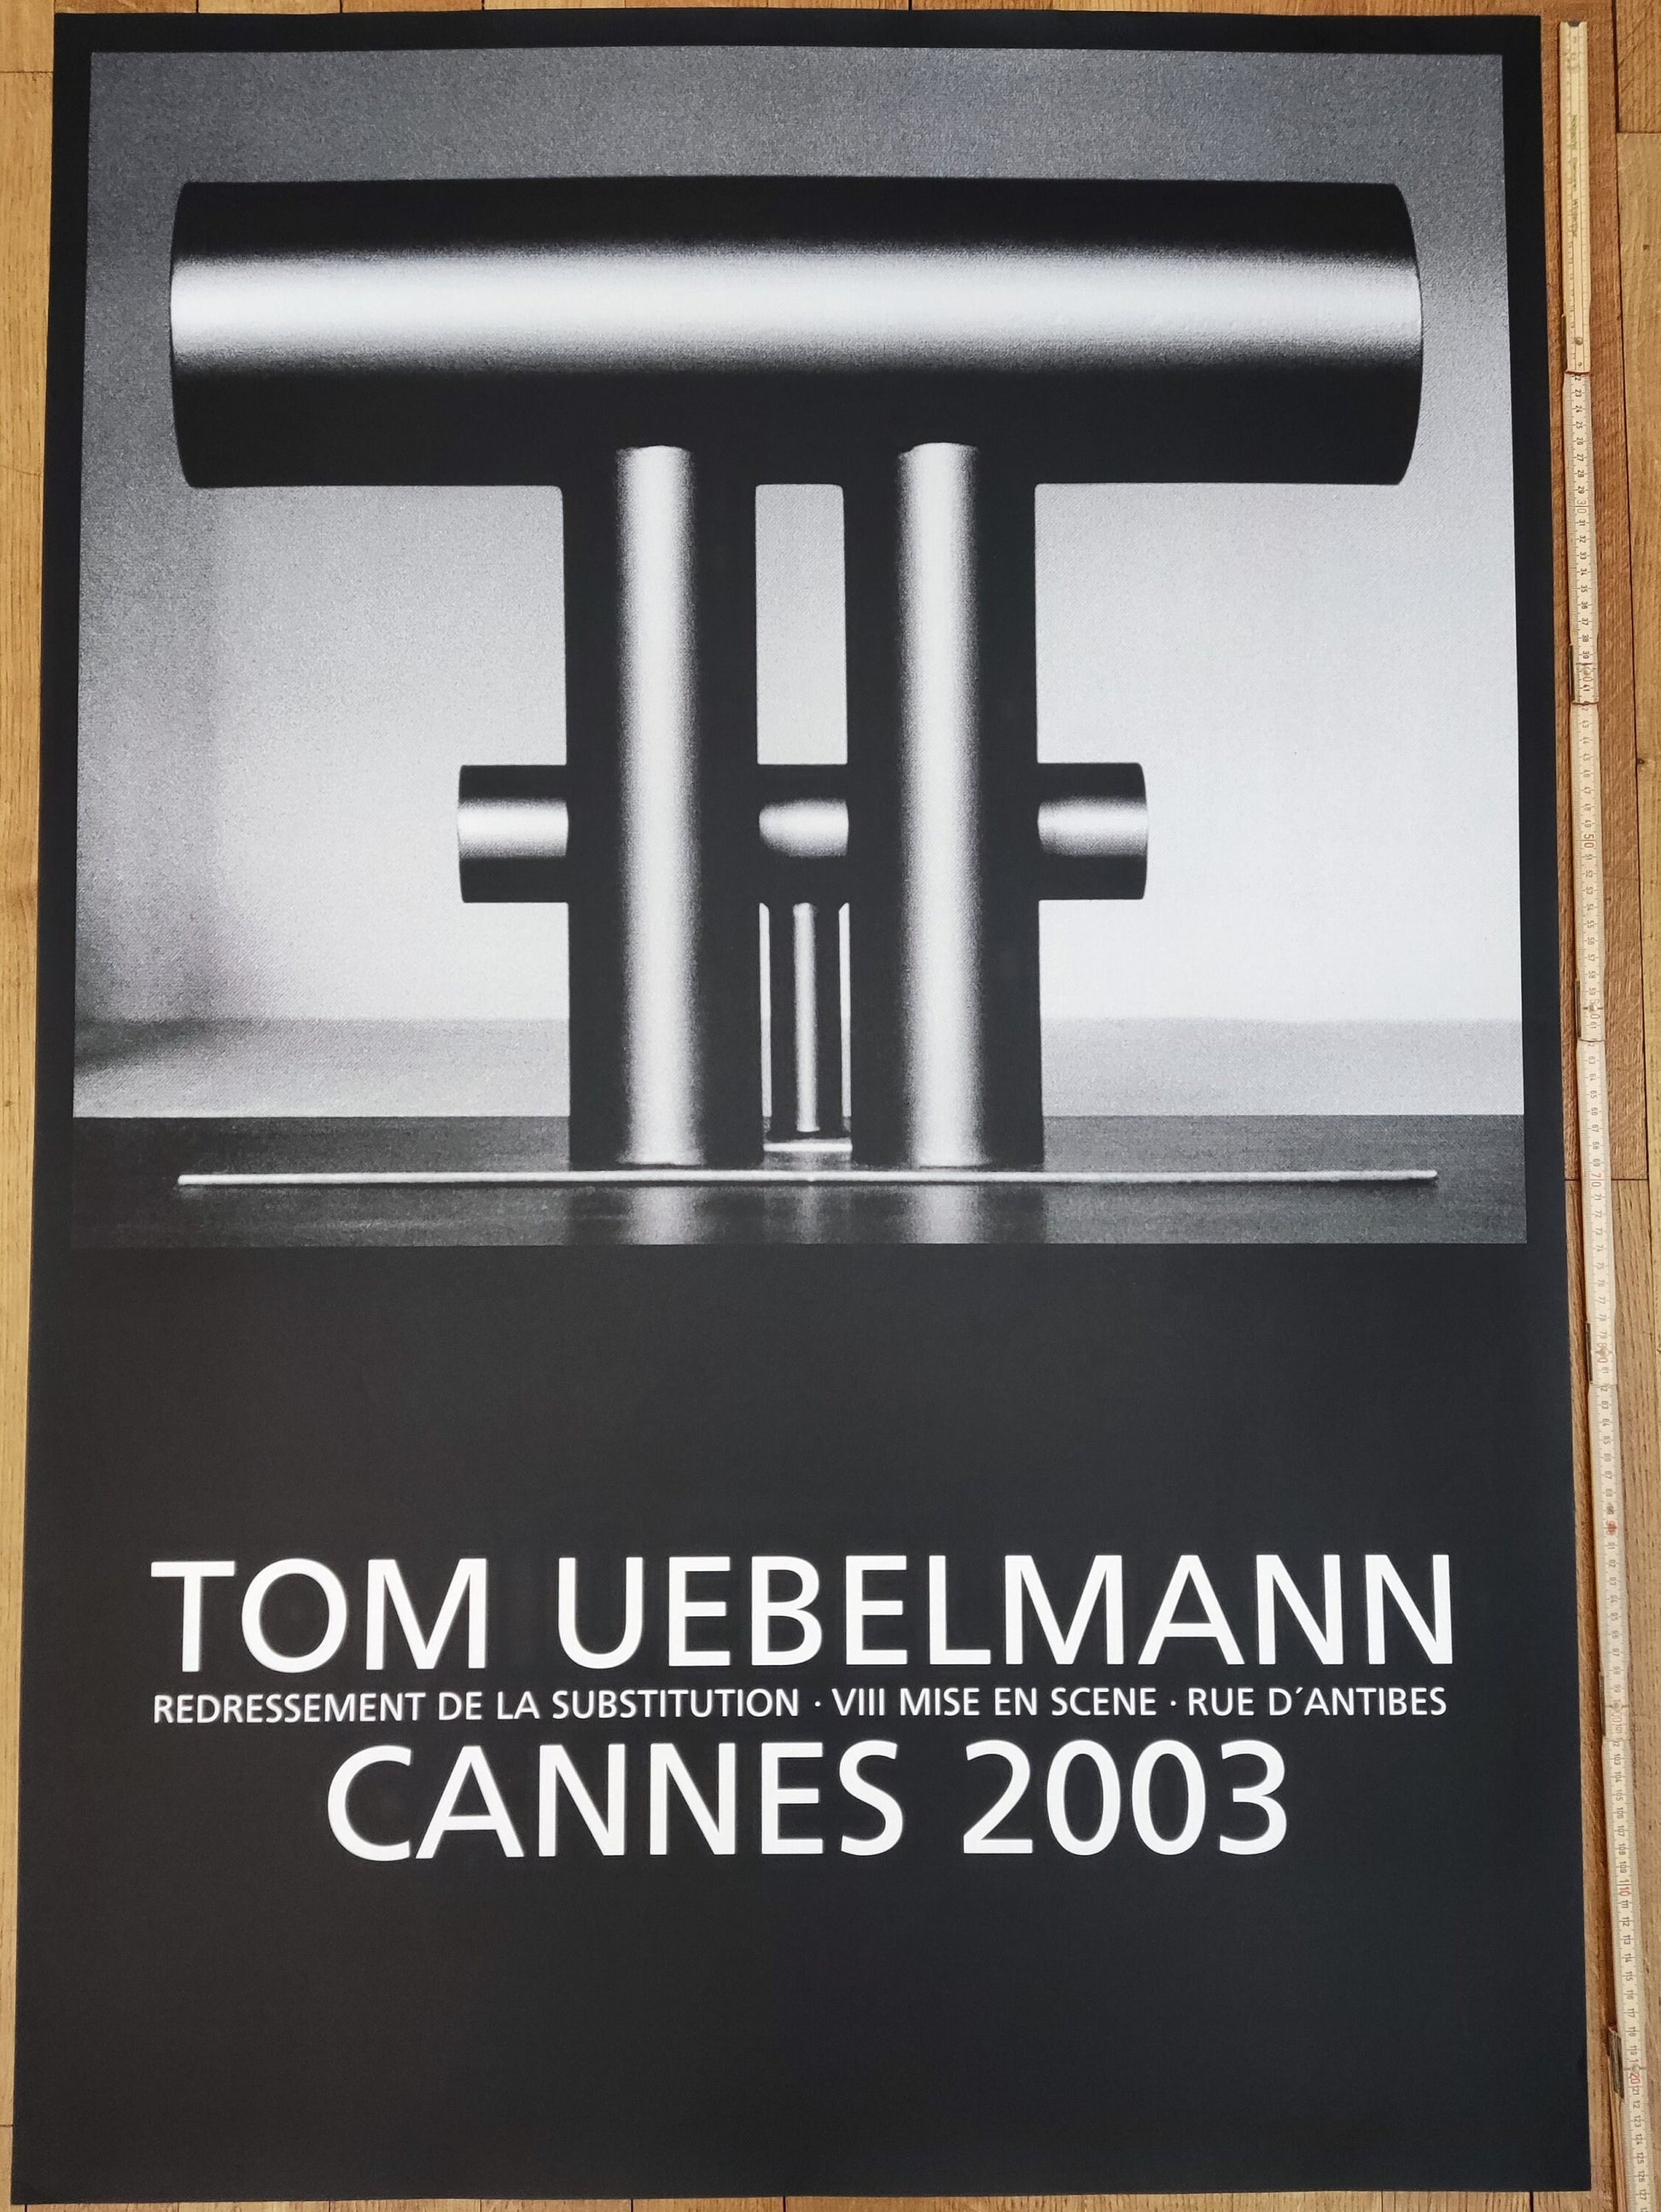 TOM UEBELMANN
REDRESSEMENT DE LA SUBSTITUTION · VIII MISE EN SCENE · RUE D´ANTIBES
CANNES 2003